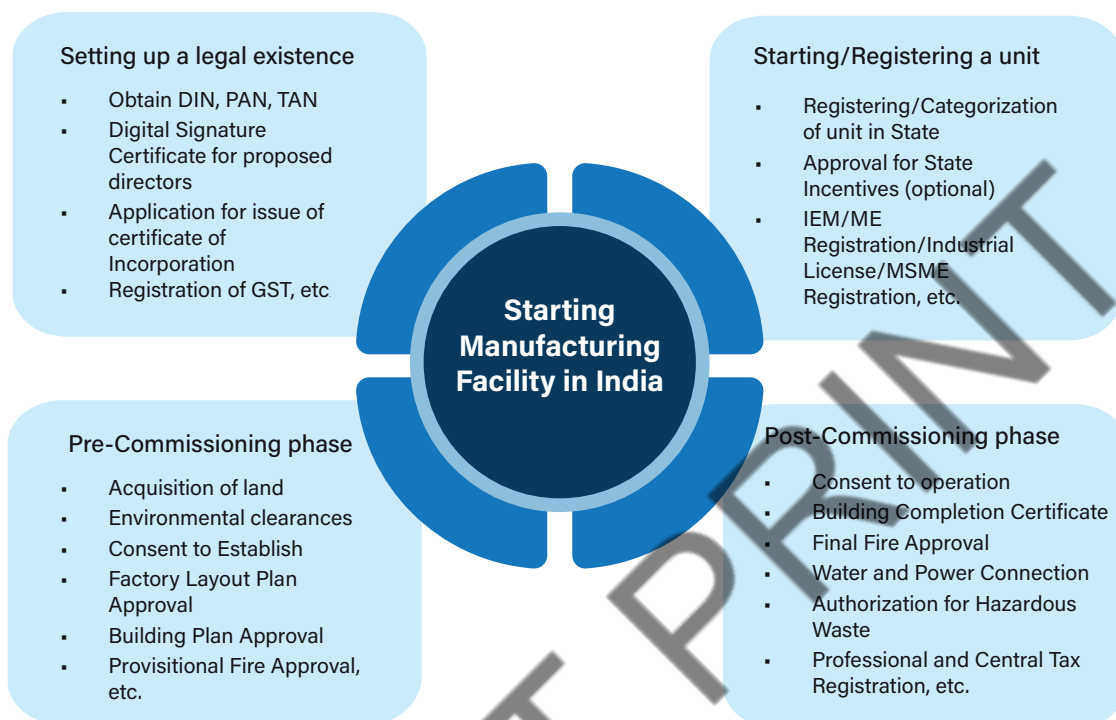 Setting up a legal existence
▪ Obtain DIN, PAN, TAN
▪ Digital Signature
Certificate for proposed
directors
▪ Application for issue of
certificate of
Incorporation
▪ Registration of GST, etc.
Starting/Registering a unit
▪ Registering/Categorization
of unit in State
▪ Approval for State
Incentives (optional)
▪ IEM/ME
Registration/Industrial
License/MSME
Registration, etc.
Starting
Manufacturing
Facility in India
Pre-Commissioning phase
▪ Acquisition of land
▪ Environmental clearances
▪ Consent to Establish
▪ Factory Layout Plan
Approval
▪ Building Plan Approval
▪ Provisitional Fire Approval,
etc.
Post-Commissioning phase
▪ Consent to operation
▪ Building Completion Certificate
▪ Final Fire Approval
▪ Water and Power Connection
▪ Authorization for Hazardous
Waste
▪ Professional and Central Tax
Registration, etc.
PRINT